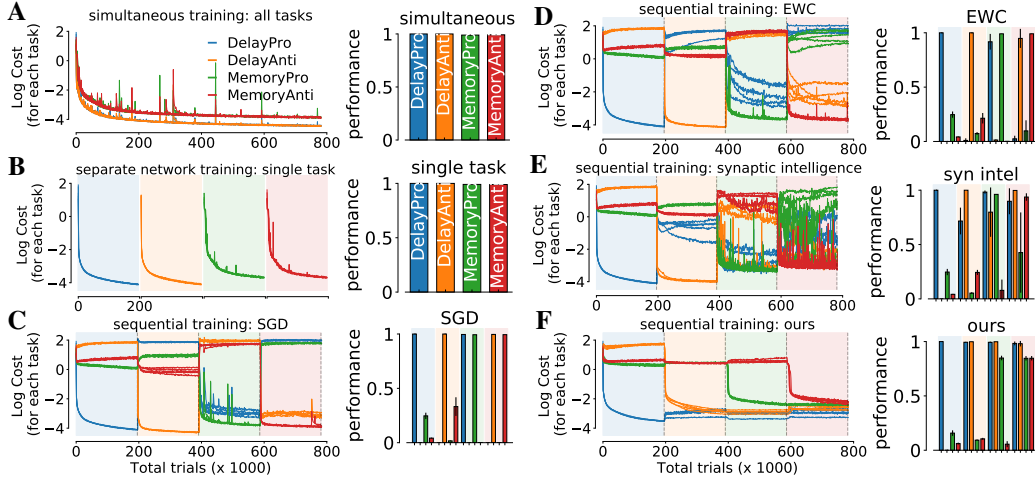 A
simultaneous training: all tasks
Log Cost
(for each task)
2
0
−2
−4
DelayPro
DelayAnti
MemoryPro
MemoryAnti
0 200 400 600 800
simultaneous
performance
1
0.5
0
DelayPro
DelayAnti
MemoryPro
MemoryAnti
B
separate network training: single task
Log Cost
(for each task)
2
0
−2
−4
0 200
single task
performance
1
0.5
0
DelayPro
DelayAnti
MemoryPro
MemoryAnti
C
sequential training: SGD
Log Cost
(for each task)
2
0
−2
−4
0 200 400 600 800
Total trials (x 1000)
SGD
performance
1
0.5
0
D
sequential training: EWC
Log Cost
(for each task)
2
0
−2
−4
0 200 400 600 800
EWC
performance
1
0.5
0
E
sequential training: synaptic intelligence
Log Cost
(for each task)
2
0
−2
−4
0 200 400 600 800
syn intel
performance
1
0.5
0
F
sequential training: ours
Log Cost
(for each task)
2
0
−2
−4
0 200 400 600 800
Total trials (x 1000)
ours
performance
1
0.5
0